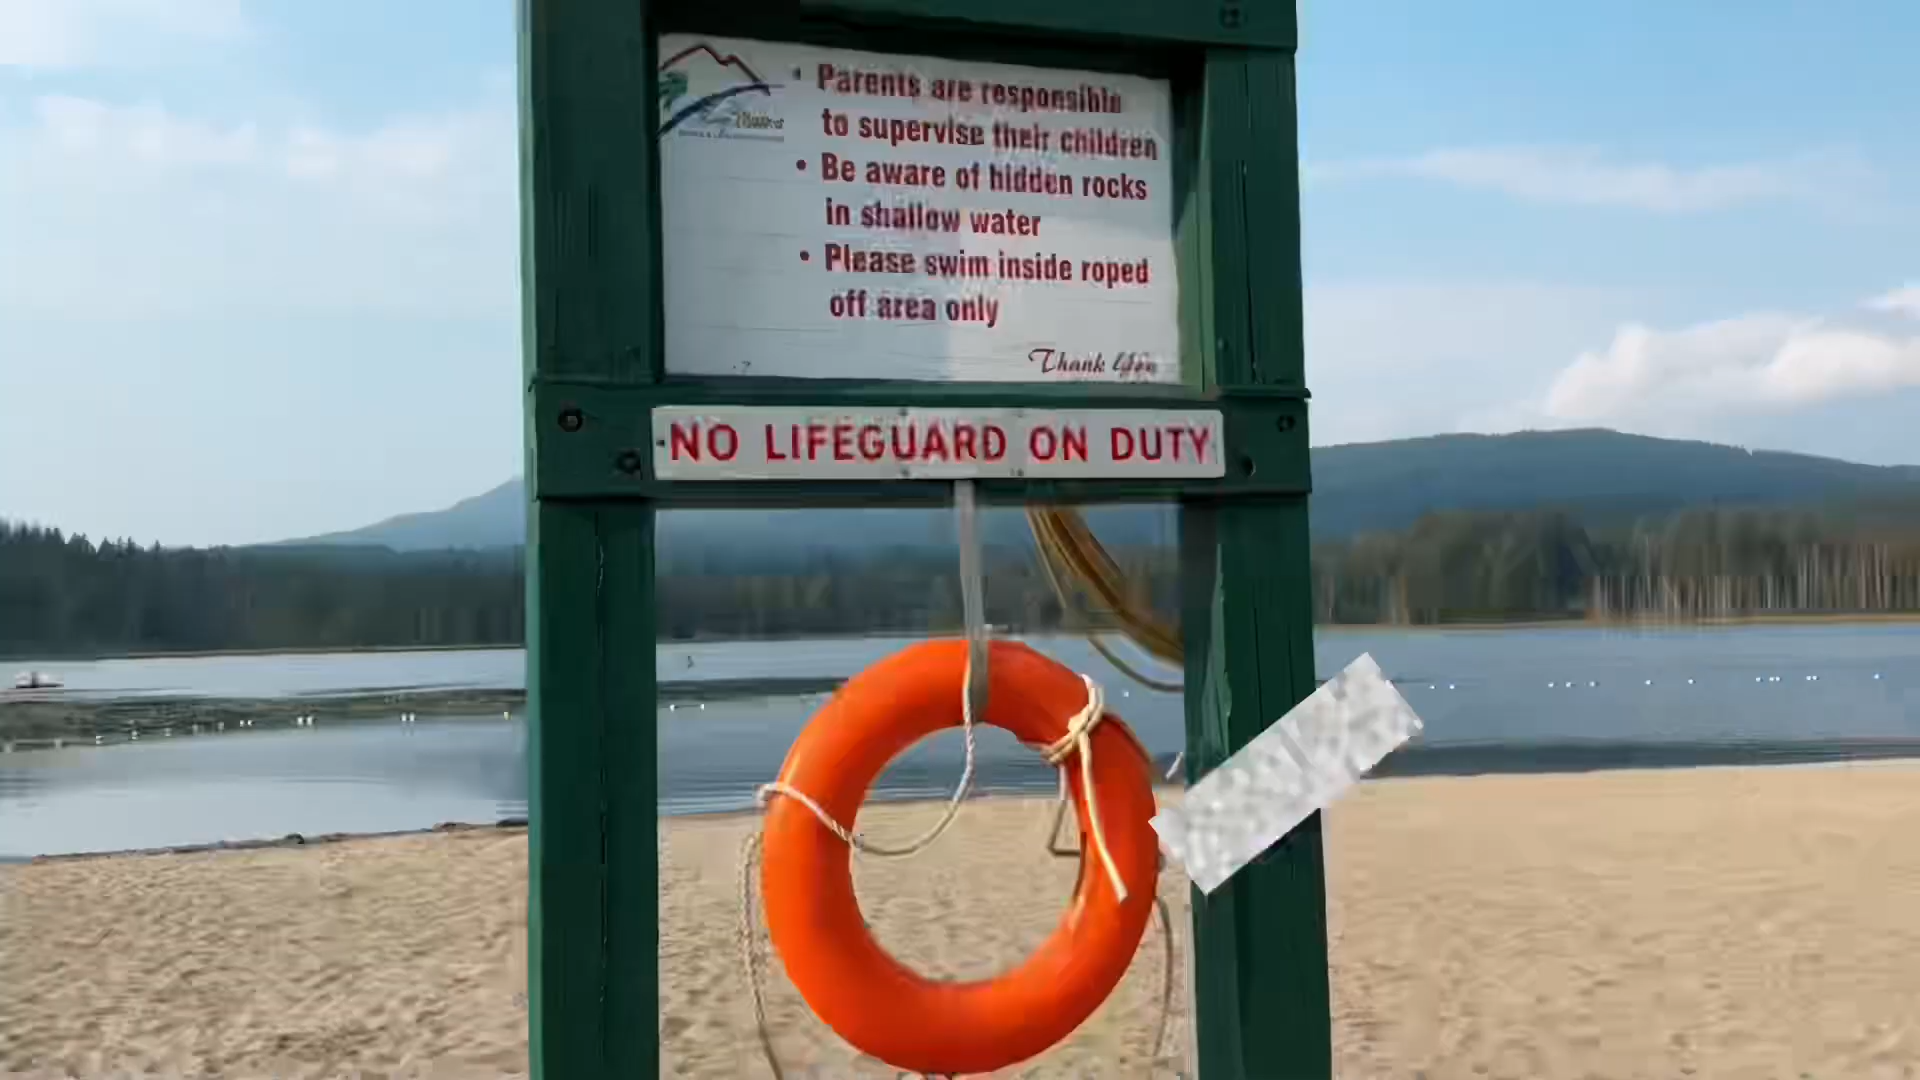 • Parents are responsible
to supervise their children
• Be aware of hidden rocks
in shallow water
• Please swim inside roped
off area only
Thank You
NO LIFEGUARD ON DUTY